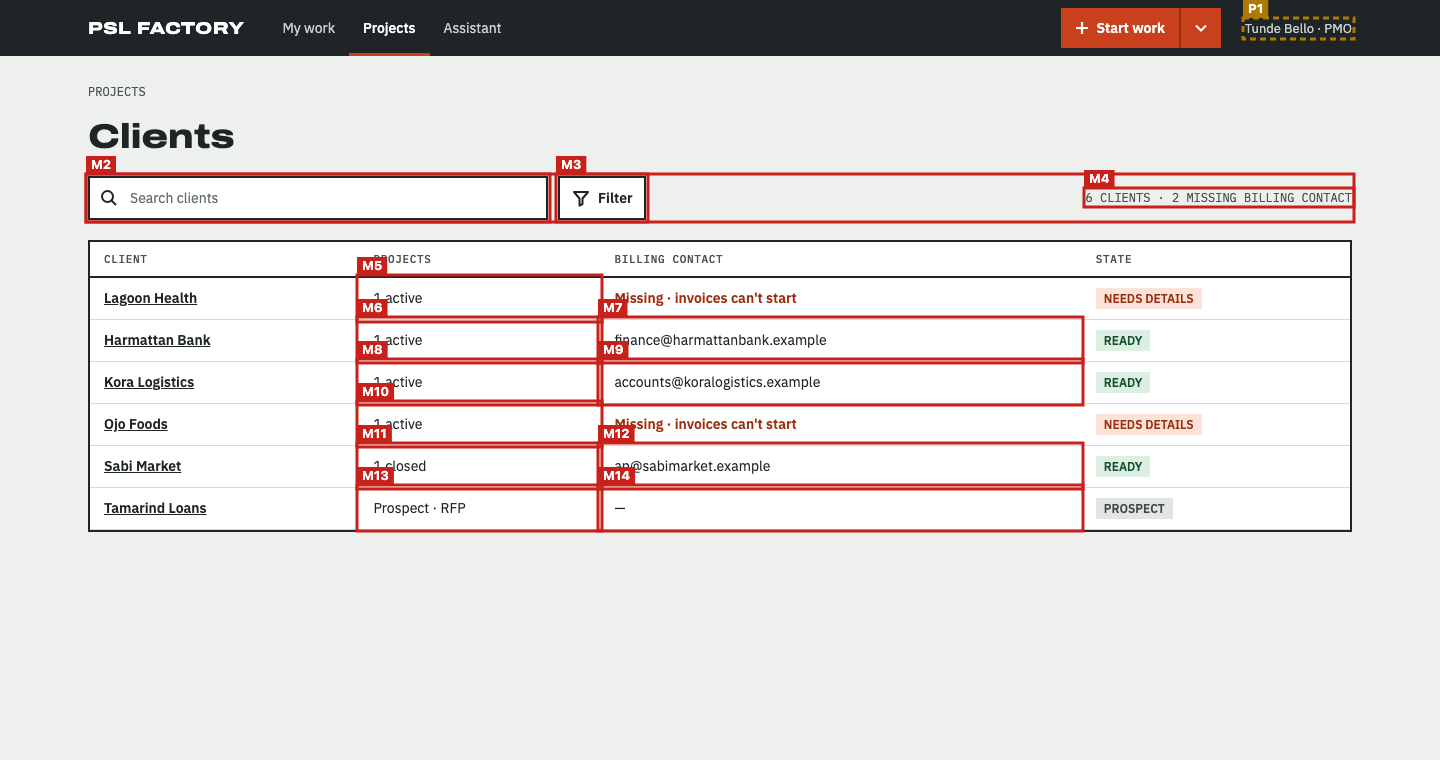 PSL FACTORY My work Projects Assistant + Start work P1 Tunde Bello · PMO
PROJECTS
Clients
M2 M3 M4
Search clients Filter 6 CLIENTS · 2 MISSING BILLING CONTACT
CLIENT PROJECTS BILLING CONTACT STATE
M5
Lagoon Health 1 active Missing · invoices can't start NEEDS DETAILS
M6 M7
Harmattan Bank 1 active finance@harmattanbank.example READY
M8 M9
Kora Logistics 1 active accounts@koralogistics.example READY
M10
Ojo Foods 1 active Missing · invoices can't start NEEDS DETAILS
M11 M12
Sabi Market 1 closed ap@sabimarket.example READY
M13 M14
Tamarind Loans Prospect · RFP — PROSPECT